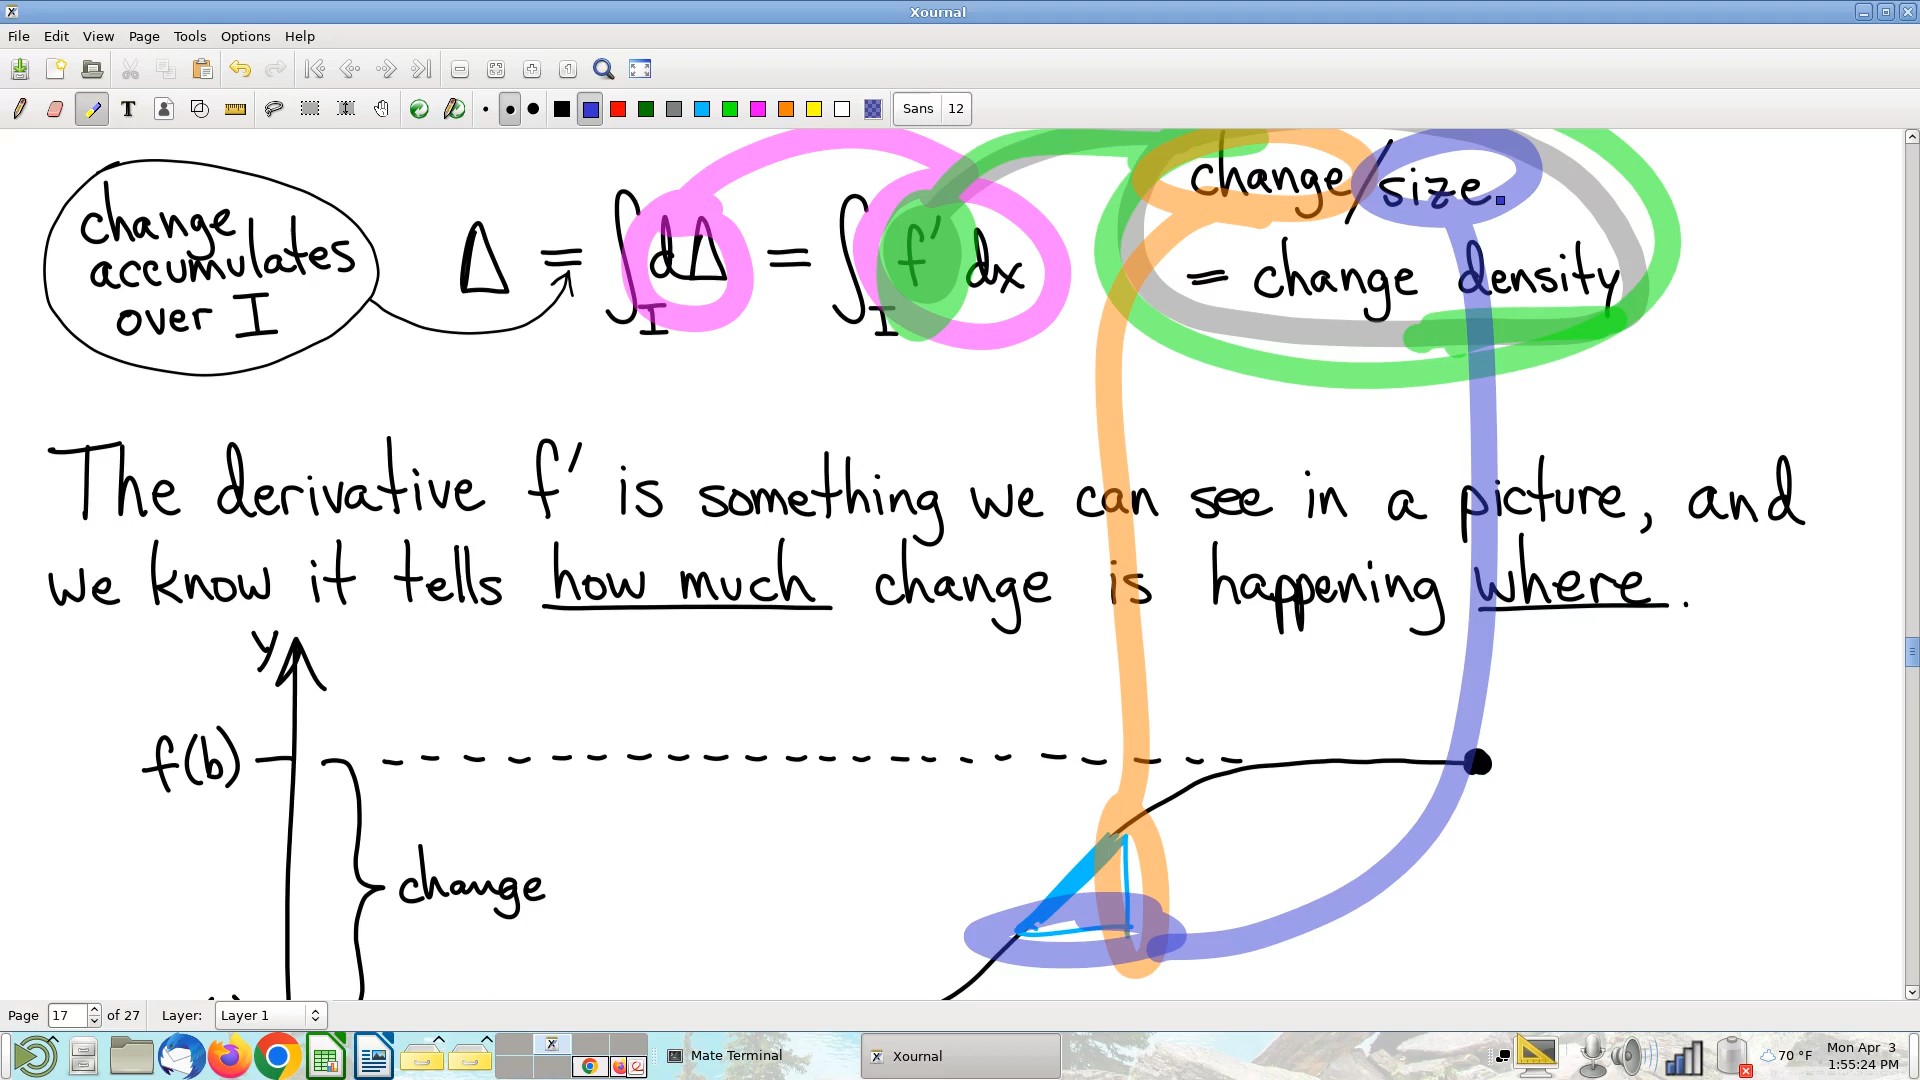 Xournal
File Edit View Page Tools Options Help
Sans 12
change / size.
= change density
change
accumulates
over I
Δ = ∫_I dΔ = ∫_I f' dx
The derivative f' is something we can see in a picture, and
we know it tells how much change is happening where.
y
f(b)
change
Page 17 of 27 Layer: Layer 1
Mate Terminal
Xournal
70 °F
Mon Apr 3
1:55:24 PM